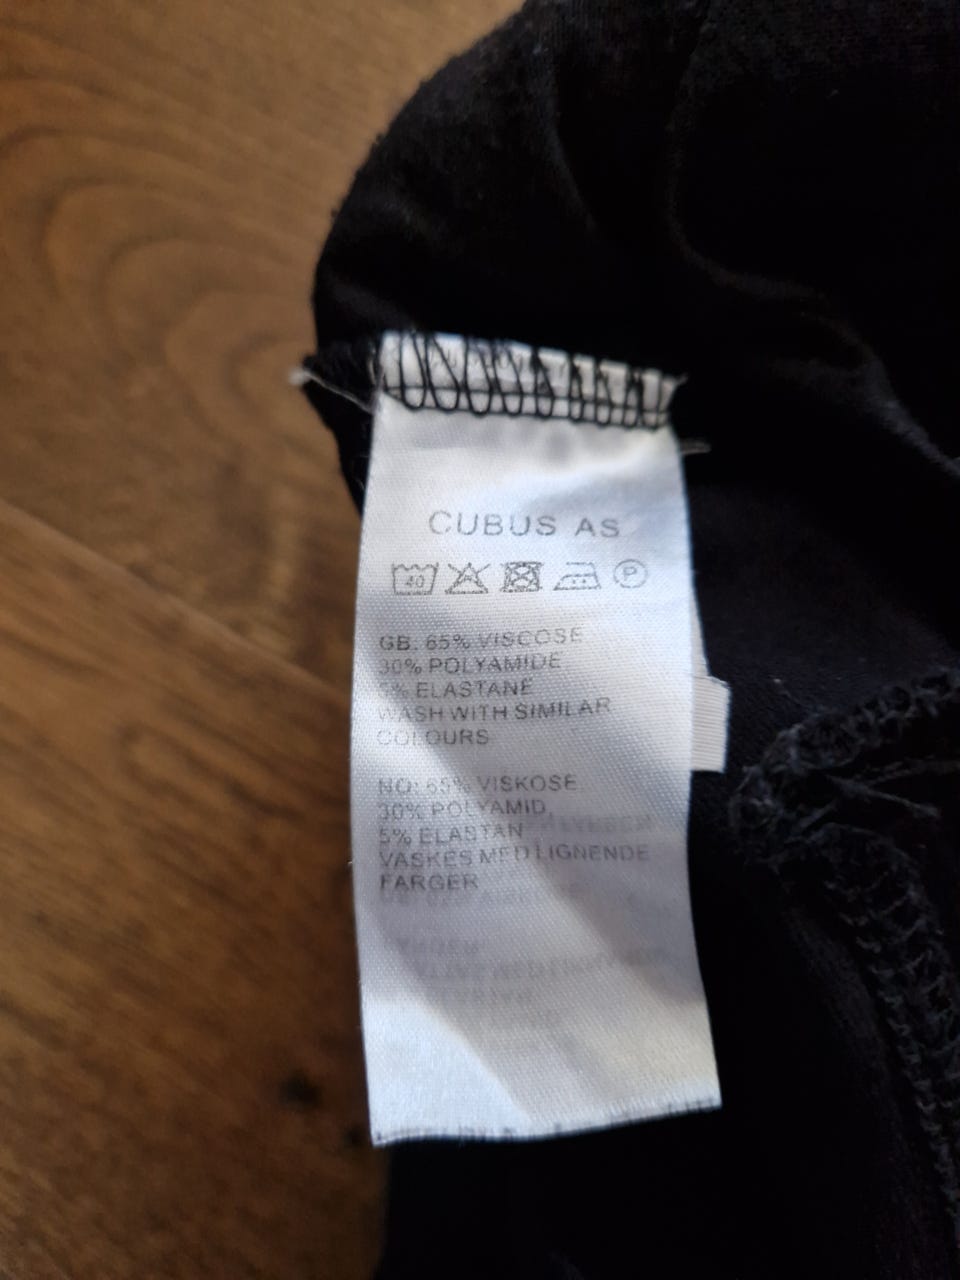 CUBUS AS
40 P
GB: 65% VISCOSE
30% POLYAMIDE
5% ELASTANE
WASH WITH SIMILAR
COLOURS
NO: 65% VISKOSE
30% POLYAMID,
5% ELASTAN
VASKES MED LIGNENDE
FARGER